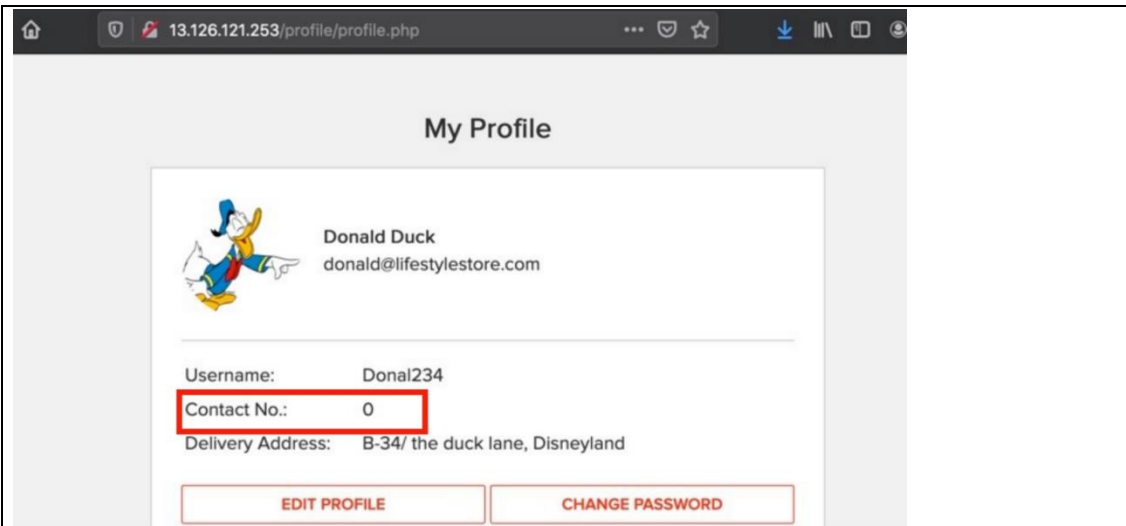 13.126.121.253/profile/profile.php
My Profile
Donald Duck
donald@lifestylestore.com
Username: Donal234
Contact No.: 0
Delivery Address: B-34/ the duck lane, Disneyland
EDIT PROFILE CHANGE PASSWORD